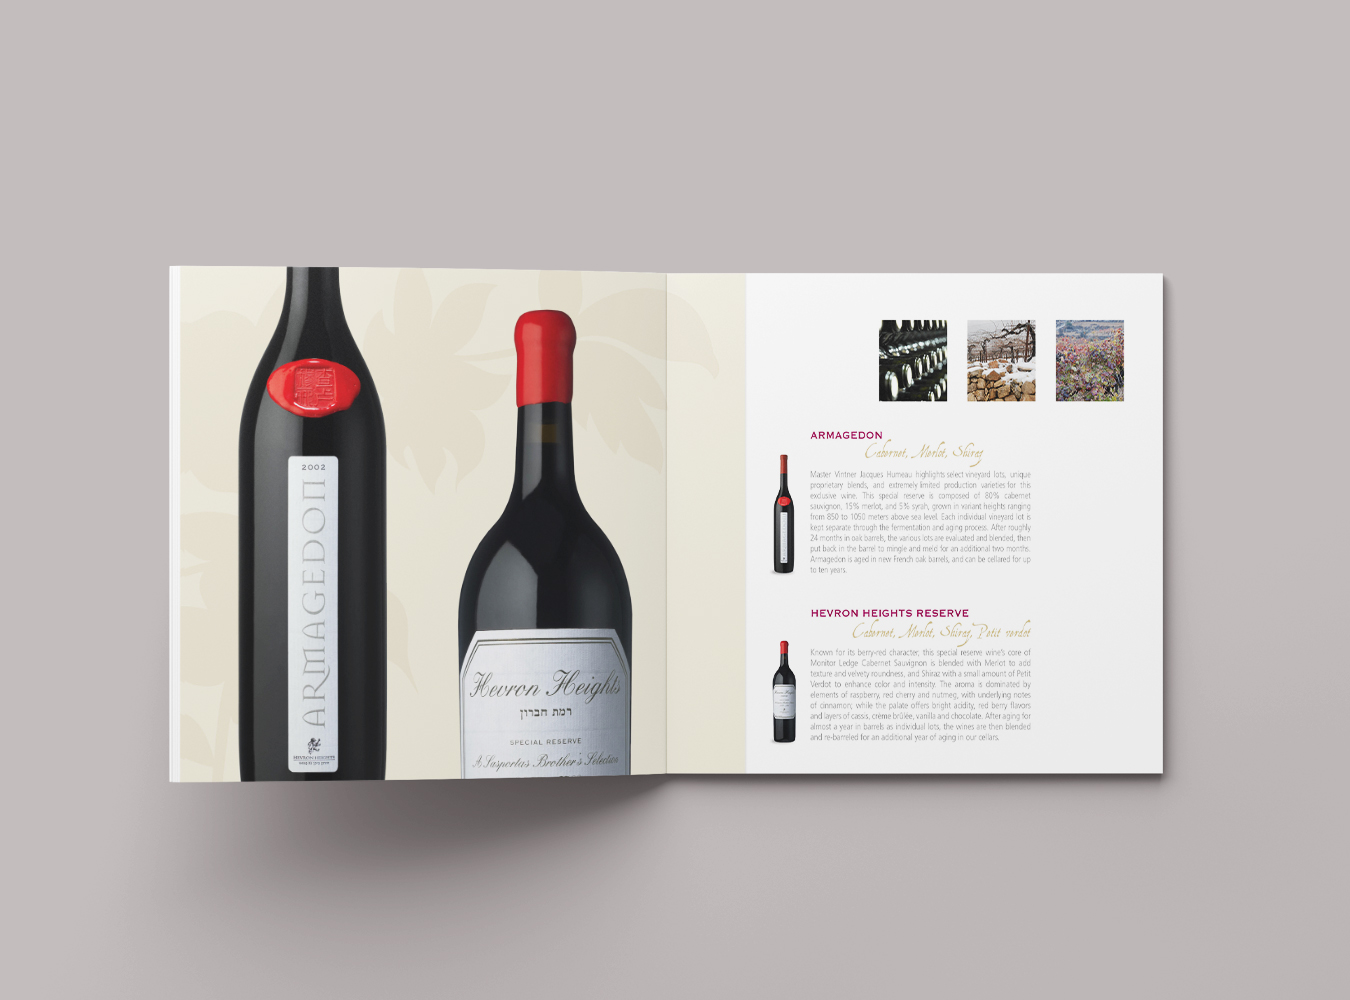 2002
ARMAGEDON
HEVRON HEIGHTS
Hevron Heights
רמת חברון
SPECIAL RESERVE
A Sasportas Brother's Selection
ARMAGEDON
Cabernet, Merlot, Shiraz
Master Vintner Jacques Humeau highlights select vineyard lots, unique
proprietary blends, and extremely limited production varieties for this
exclusive wine. This special reserve is composed of 80% cabernet
sauvignon, 15% merlot, and 5% syrah, grown in variant heights ranging
from 850 to 1050 meters above sea level. Each individual vineyard lot is
kept separate through the fermentation and aging process. After roughly
24 months in oak barrels, the various lots are evaluated and blended, then
put back in the barrel to mingle and meld for an additional two months.
Armagedon is aged in new French oak barrels, and can be cellared for up
to ten years.
HEVRON HEIGHTS RESERVE
Cabernet, Merlot, Shiraz, Petit verdot
Known for its berry-red character, this special reserve wine's core of
Monitor Ledge Cabernet Sauvignon is blended with Merlot to add
texture and velvety roundness, and Shiraz with a small amount of Petit
Verdot to enhance color and intensity. The aroma is dominated by
elements of raspberry, red cherry and nutmeg, with underlying notes
of cinnamon; while the palate offers bright acidity, red berry flavors
and layers of cassis, crème brûlée, vanilla and chocolate. After aging for
almost a year in barrels as individual lots, the wines are then blended
and re-barreled for an additional year of aging in our cellars.
Hevron Heights